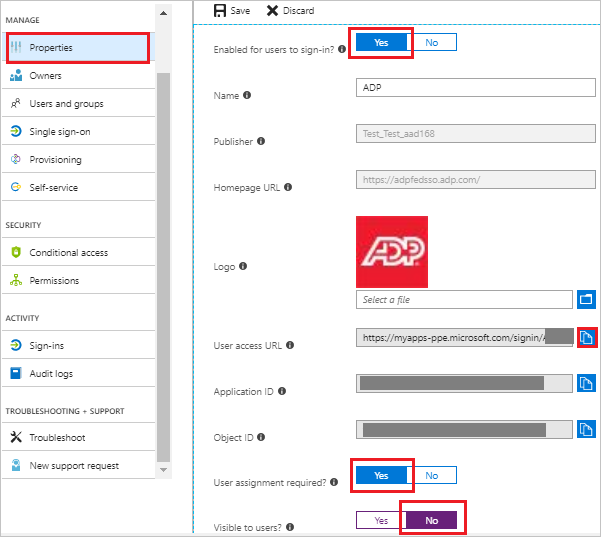 MANAGE
Properties
Owners
Users and groups
Single sign-on
Provisioning
Self-service
SECURITY
Conditional access
Permissions
ACTIVITY
Sign-ins
Audit logs
TROUBLESHOOTING + SUPPORT
Troubleshoot
New support request
Save Discard
Enabled for users to sign-in? Yes No
Name ADP
Publisher Test_Test_aad168
Homepage URL https://adpfedsso.adp.com/
Logo ADP
Select a file
User access URL https://myapps-ppe.microsoft.com/signin/
Application ID
Object ID
User assignment required? Yes No
Visible to users? Yes No